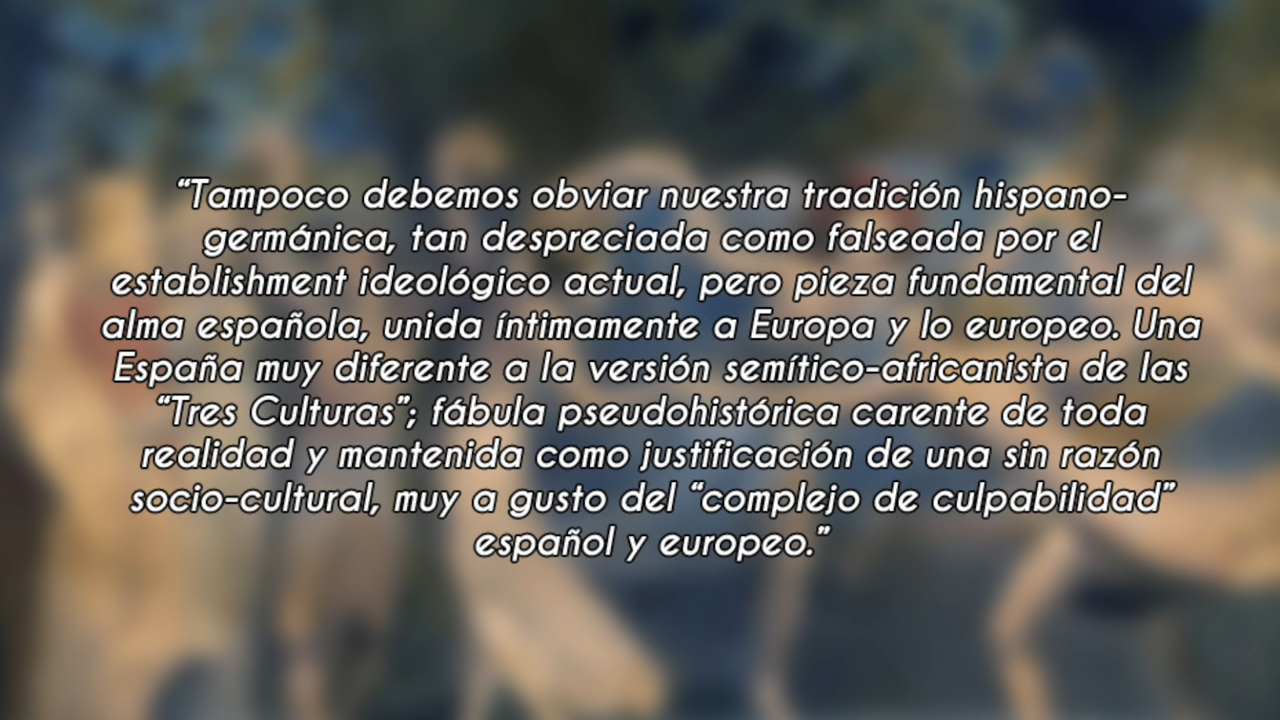 “Tampoco debemos obviar nuestra tradición hispano-
germánica, tan despreciada como falseada por el
establishment ideológico actual, pero pieza fundamental del
alma española, unida íntimamente a Europa y lo europeo. Una
España muy diferente a la versión semítico-africanista de las
“Tres Culturas”; fábula pseudohistórica carente de toda
realidad y mantenida como justificación de una sin razón
socio-cultural, muy a gusto del “complejo de culpabilidad”
español y europeo.”